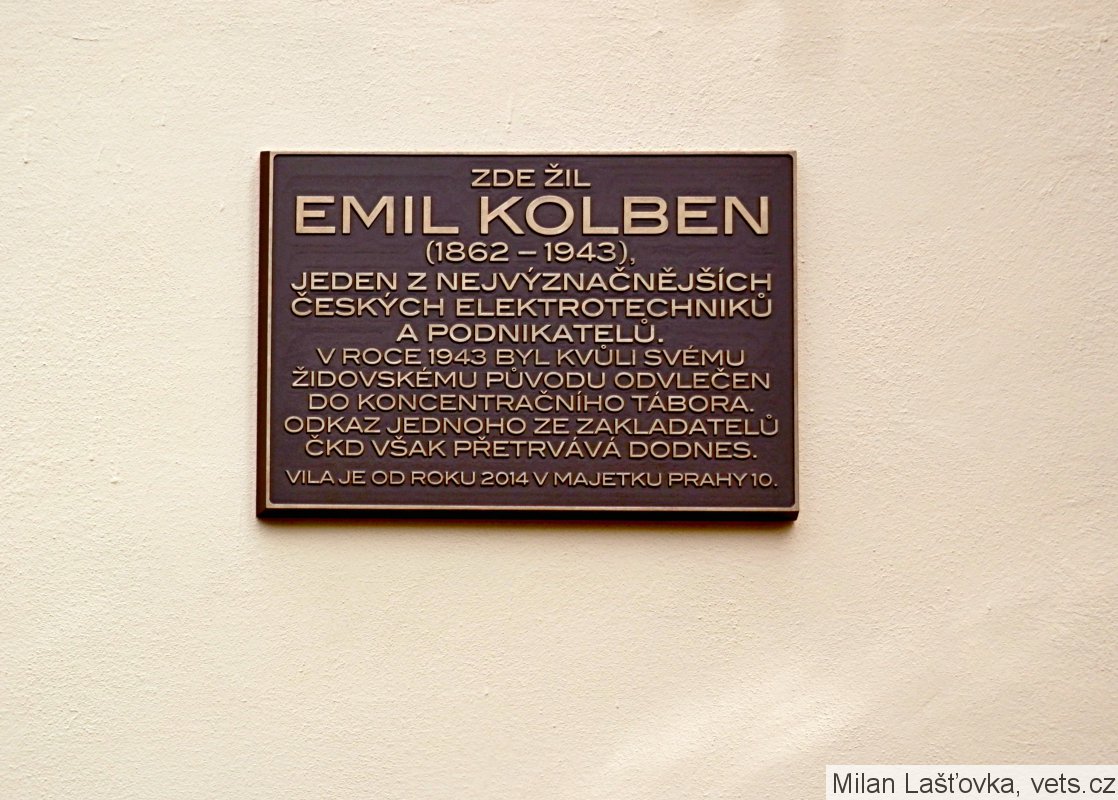 ZDE ŽIL
EMIL KOLBEN
(1862 – 1943),
JEDEN Z NEJVÝZNAČNĚJŠÍCH
ČESKÝCH ELEKTROTECHNIKŮ
A PODNIKATELŮ.
V ROCE 1943 BYL KVŮLI SVÉMU
ŽIDOVSKÉMU PŮVODU ODVLEČEN
DO KONCENTRAČNÍHO TÁBORA.
ODKAZ JEDNOHO ZE ZAKLADATELŮ
ČKD VŠAK PŘETRVÁVÁ DODNES.
VILA JE OD ROKU 2014 V MAJETKU PRAHY 10.
Milan Lašťovka, vets.cz